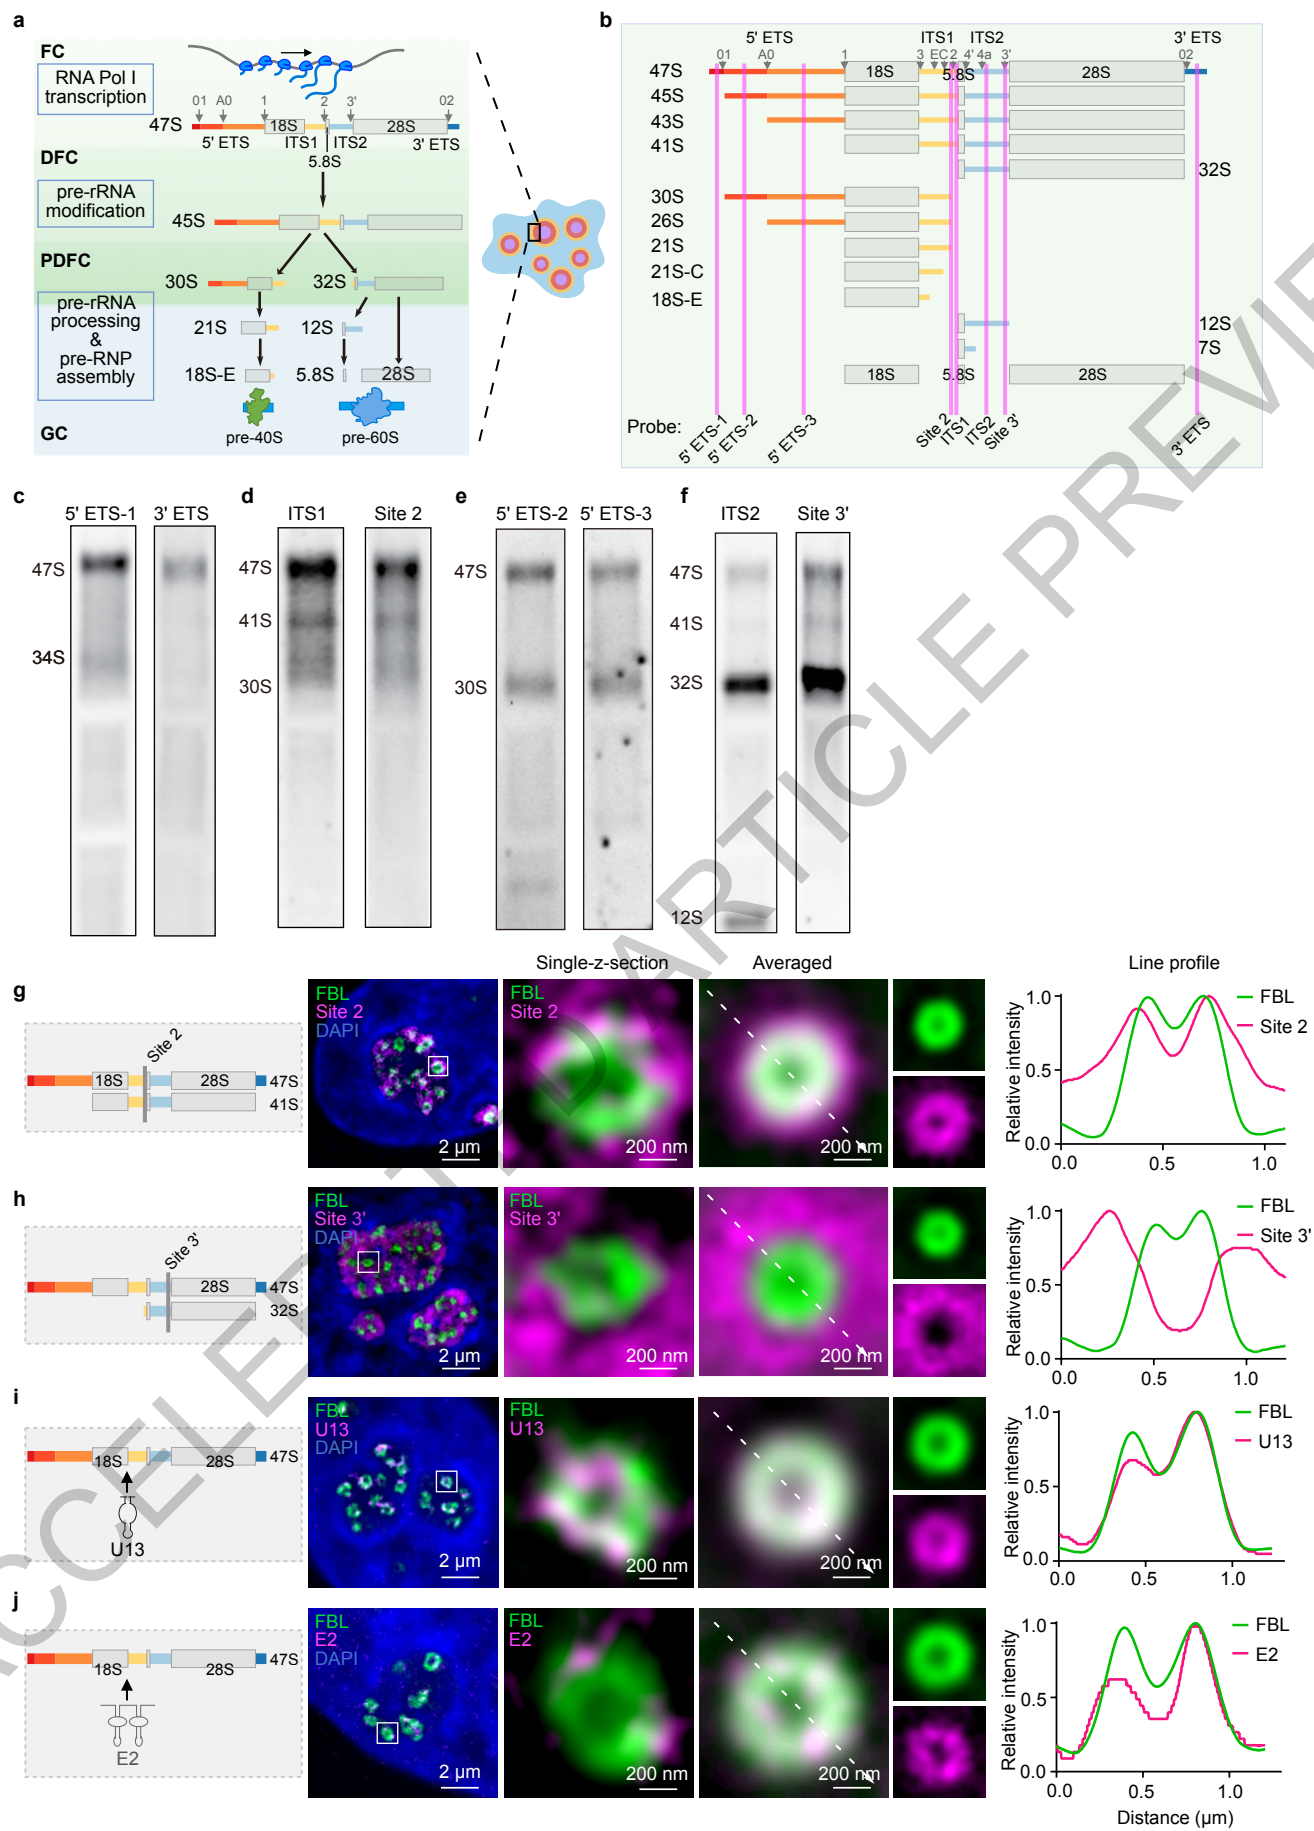 a
FC
RNA Pol I
transcription
01 A0 1 2 3' 02
47S 18S 28S
5' ETS ITS1 ITS2 3' ETS
5.8S
DFC
pre-rRNA
modification
45S
PDFC
30S 32S
pre-rRNA
processing
&
pre-RNP
assembly
21S 12S
18S-E 5.8S 28S
pre-40S pre-60S
GC
b
5' ETS ITS1 ITS2 3' ETS
01 A0 1 3 EC 2 4' 4a 3' 02
47S 18S 5.8S 28S
45S
43S
41S
32S
30S
26S
21S
21S-C
18S-E
12S
7S
18S 5.8S 28S
Probe: 5' ETS-1 5' ETS-2 5' ETS-3 Site 2 ITS1 ITS2 Site 3' 3' ETS
c
5' ETS-1 3' ETS
47S
34S
d
ITS1 Site 2
47S
41S
30S
e
5' ETS-2 5' ETS-3
47S
30S
f
ITS2 Site 3'
47S
41S
32S
12S
Single-z-section Averaged Line profile
g
Site 2
18S 28S 47S
41S
FBL
Site 2
DAPI
2 µm
FBL
Site 2
200 nm
200 nm
Relative intensity
1.0
0.5
0.0
0.0 0.5 1.0
FBL
Site 2
h
Site 3'
28S 47S
32S
FBL
Site 3'
DAPI
2 µm
FBL
Site 3'
200 nm
200 nm
Relative intensity
1.0
0.5
0.0
0.0 0.5 1.0
FBL
Site 3'
i
18S 28S 47S
U13
FBL
U13
DAPI
2 µm
FBL
U13
200 nm
200 nm
Relative intensity
1.0
0.5
0.0
0.0 0.5 1.0
FBL
U13
j
18S 28S 47S
E2
FBL
E2
DAPI
2 µm
FBL
E2
200 nm
200 nm
Relative intensity
1.0
0.5
0.0
0.0 0.5 1.0
Distance (µm)
FBL
E2